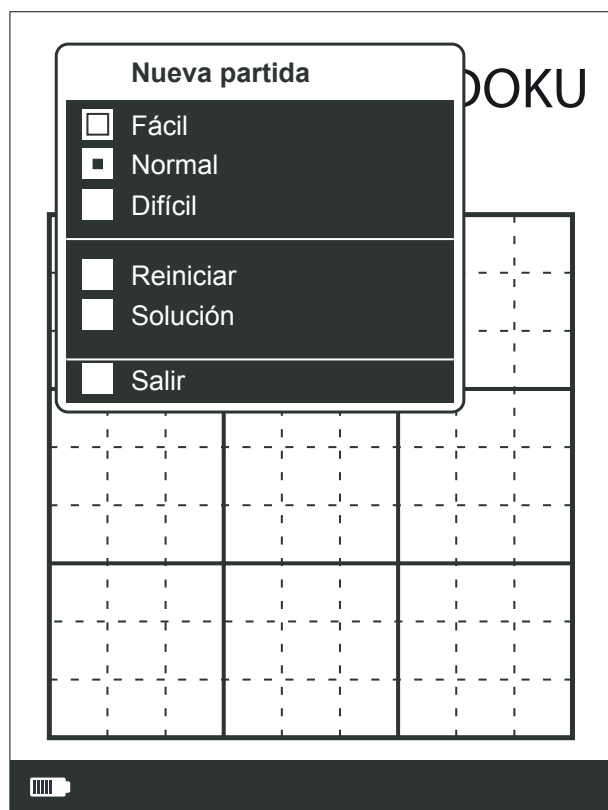 Nueva partida
DOKU
Fácil
Normal
Difícil
Reiniciar
Solución
Salir